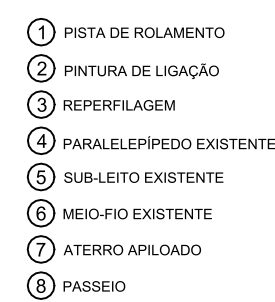 1 PISTA DE ROLAMENTO
2 PINTURA DE LIGAÇÃO
3 REPERFILAGEM
4 PARALELEPÍPEDO EXISTENTE
5 SUB-LEITO EXISTENTE
6 MEIO-FIO EXISTENTE
7 ATERRO APILOADO
8 PASSEIO